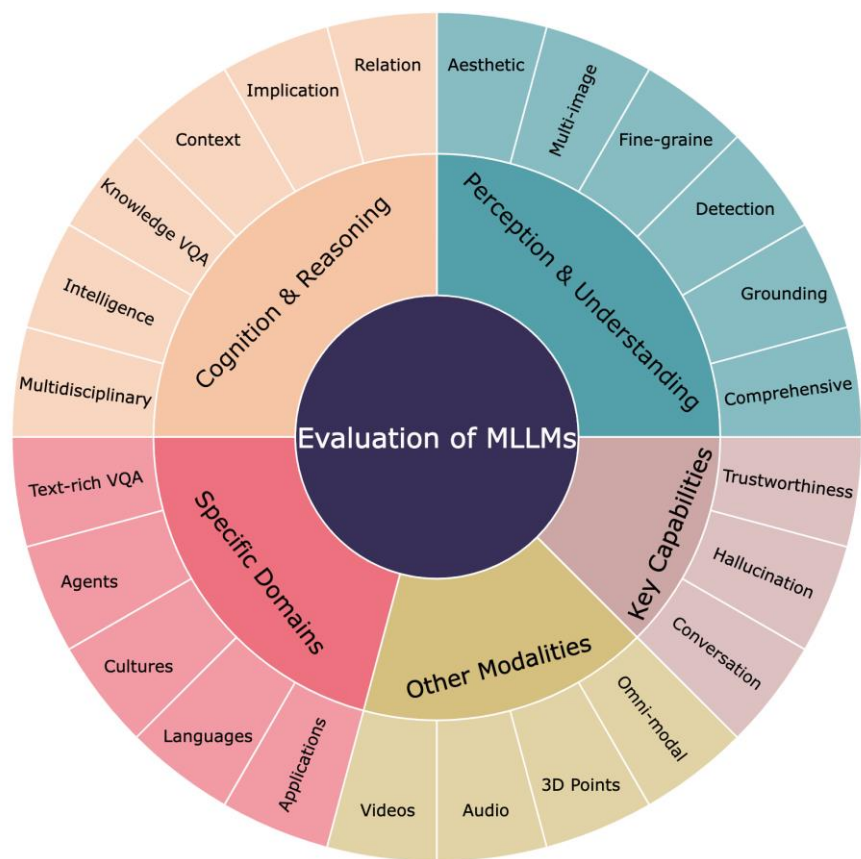 Evaluation of MLLMs
Perception & Understanding
Aesthetic
Multi-image
Fine-graine
Detection
Grounding
Comprehensive
Key Capabilities
Trustworthiness
Hallucination
Conversation
Other Modalities
Omni-modal
3D Points
Audio
Videos
Specific Domains
Applications
Languages
Cultures
Agents
Text-rich VQA
Cognition & Reasoning
Multidisciplinary
Intelligence
Knowledge VQA
Context
Implication
Relation